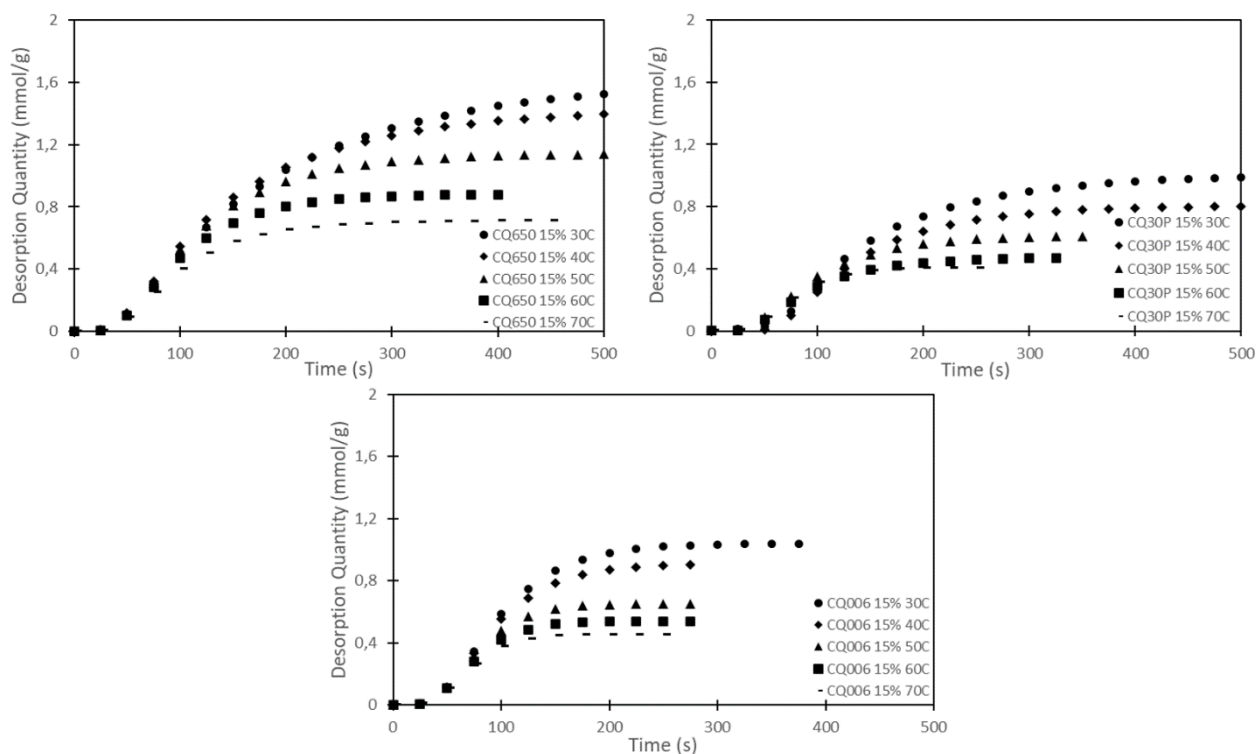 Desorption Quantity (mmol/g)
2
1,6
1,2
0,8
0,4
0
0 100 200 300 400 500
Time (s)
CQ650 15% 30C
CQ650 15% 40C
CQ650 15% 50C
CQ650 15% 60C
CQ650 15% 70C
Desorption Quantity (mmol/g)
2
1,6
1,2
0,8
0,4
0
0 100 200 300 400 500
Time (s)
CQ30P 15% 30C
CQ30P 15% 40C
CQ30P 15% 50C
CQ30P 15% 60C
CQ30P 15% 70C
Desorption Quantity (mmol/g)
2
1,6
1,2
0,8
0,4
0
0 100 200 300 400 500
Time (s)
CQ006 15% 30C
CQ006 15% 40C
CQ006 15% 50C
CQ006 15% 60C
CQ006 15% 70C